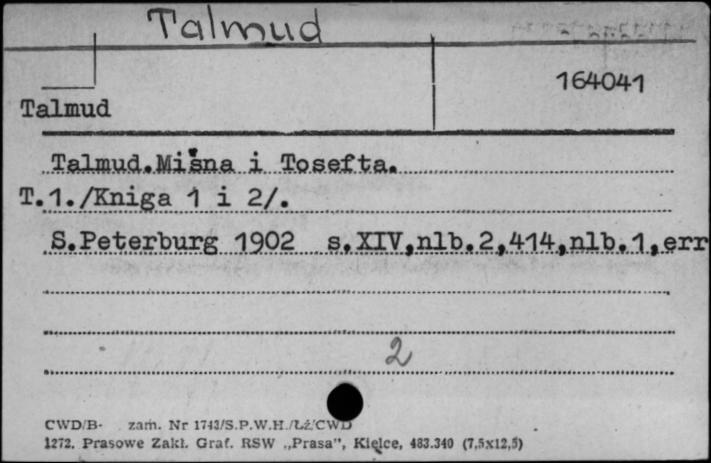 Talmud
164041
Talmud
Talmud.Mišna i Tosefta.
T.1./Kniga 1 i 2/.
S.Peterburg 1902 s.XIV,nlb.2,414,nlb.1,err
2
CWD/B- zam. Nr 1743/S.P.W.H./Łż/CWD
1272. Prasowe Zakł. Graf. RSW „Prasa”, Kielce, 483.340 (7,5x12,5)